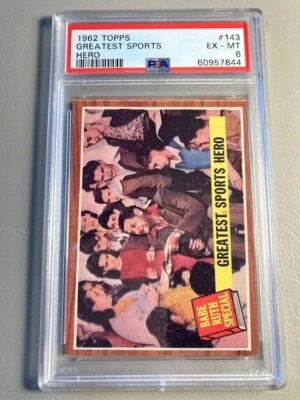 1962 TOPPS #143
GREATEST SPORTS EX - MT
HERO PSA 6
60957844
BABE
RUTH
SPECIAL
GREATEST SPORTS HERO